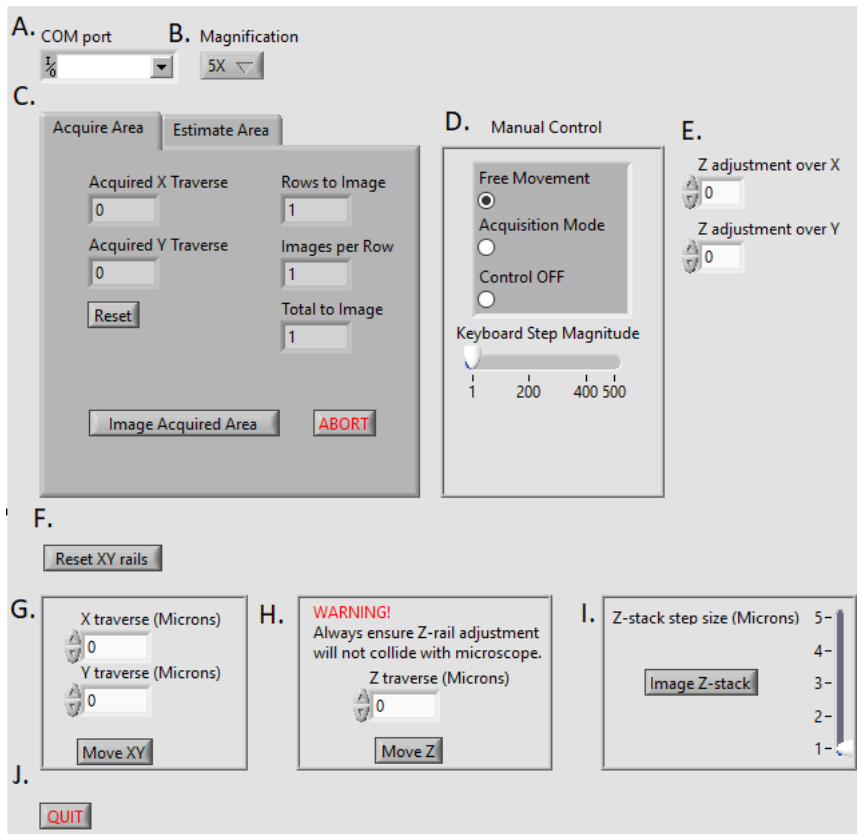 A. COM port B. Magnification
I/O 5X
C.
Acquire Area Estimate Area
D. Manual Control
E.
Z adjustment over X
0
Z adjustment over Y
0
Acquired X Traverse Rows to Image
0 1
Acquired Y Traverse Images per Row
0 1
Reset Total to Image
1
Image Acquired Area ABORT
Free Movement
Acquisition Mode
Control OFF
Keyboard Step Magnitude
1 200 400 500
F.
Reset XY rails
G.
X traverse (Microns)
0
Y traverse (Microns)
0
Move XY
H.
WARNING!
Always ensure Z-rail adjustment
will not collide with microscope.
Z traverse (Microns)
0
Move Z
I.
Z-stack step size (Microns) 5
4
Image Z-stack 3
2
1
J.
QUIT